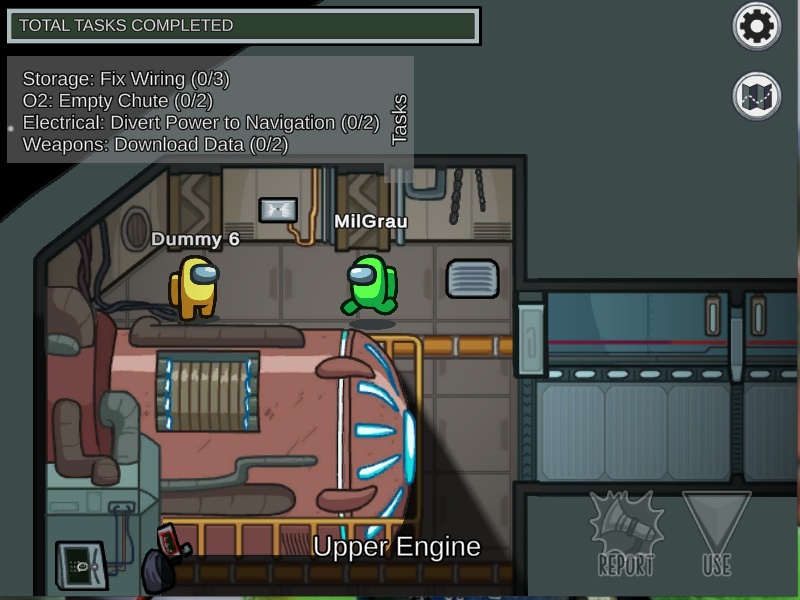 TOTAL TASKS COMPLETED
Storage: Fix Wiring (0/3)
O2: Empty Chute (0/2)
Electrical: Divert Power to Navigation (0/2)
Weapons: Download Data (0/2)
Tasks
MilGrau
Dummy 6
Upper Engine
REPORT
USE